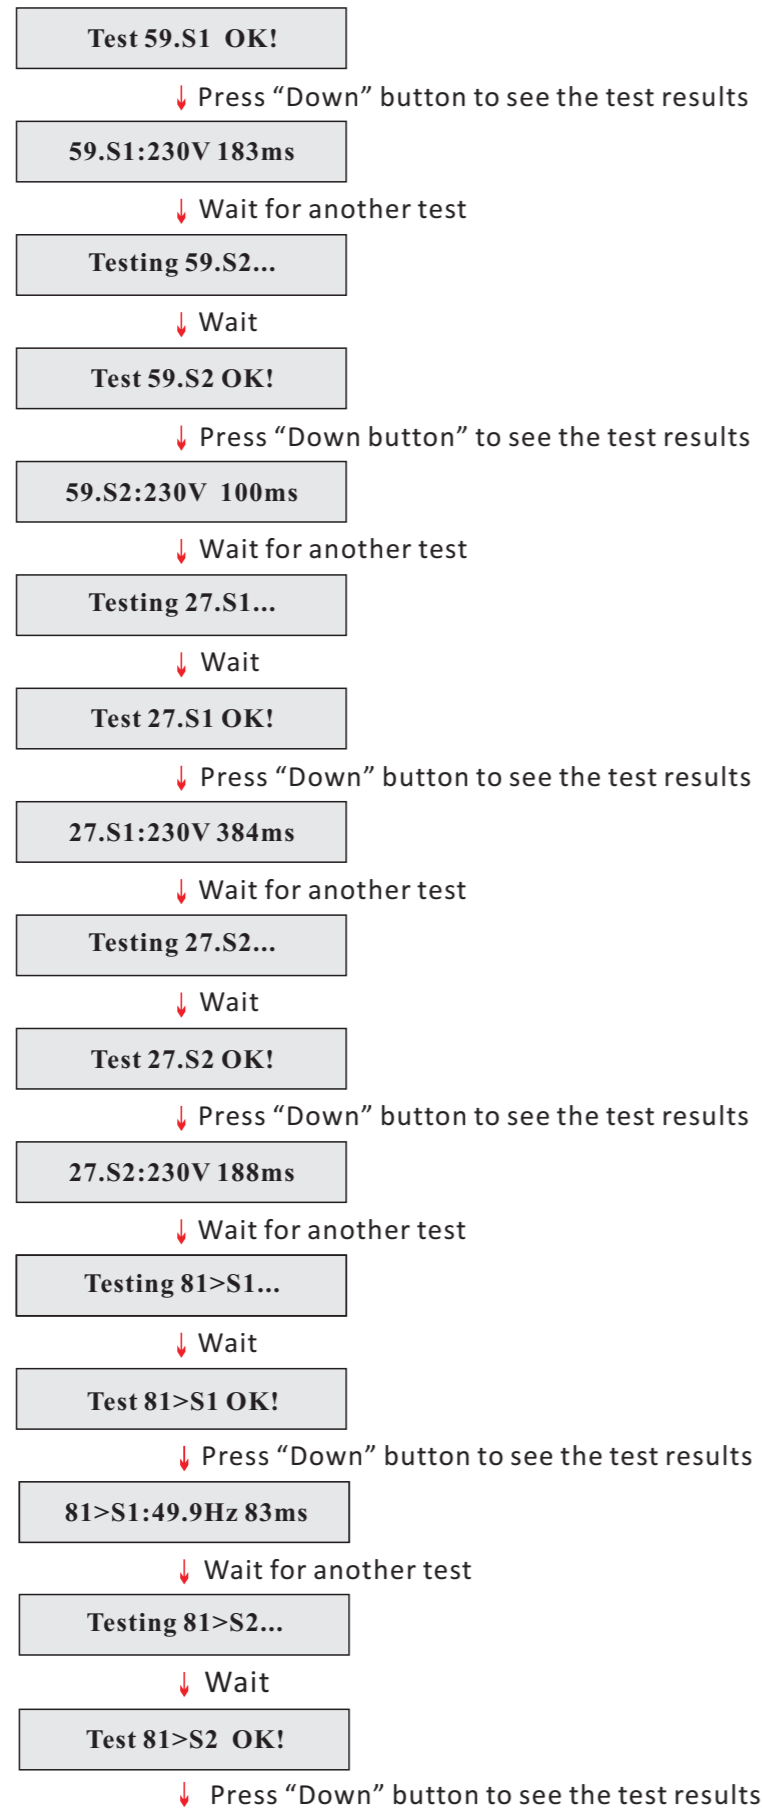 Test 59.S1 OK!
↓ Press “Down” button to see the test results
59.S1:230V 183ms
↓ Wait for another test
Testing 59.S2...
↓ Wait
Test 59.S2 OK!
↓ Press “Down button” to see the test results
59.S2:230V 100ms
↓ Wait for another test
Testing 27.S1...
↓ Wait
Test 27.S1 OK!
↓ Press “Down” button to see the test results
27.S1:230V 384ms
↓ Wait for another test
Testing 27.S2...
↓ Wait
Test 27.S2 OK!
↓ Press “Down” button to see the test results
27.S2:230V 188ms
↓ Wait for another test
Testing 81>S1...
↓ Wait
Test 81>S1 OK!
↓ Press “Down” button to see the test results
81>S1:49.9Hz 83ms
↓ Wait for another test
Testing 81>S2...
↓ Wait
Test 81>S2 OK!
↓ Press “Down” button to see the test results